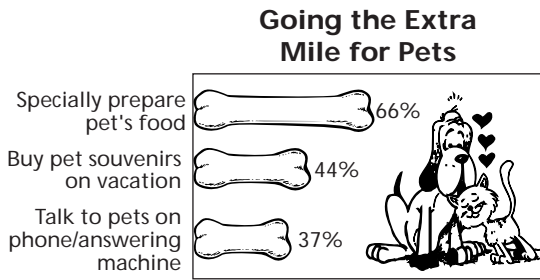 Going the Extra
Mile for Pets
Specially prepare
pet's food
66%
Buy pet souvenirs
on vacation
44%
Talk to pets on
phone/answering
machine
37%